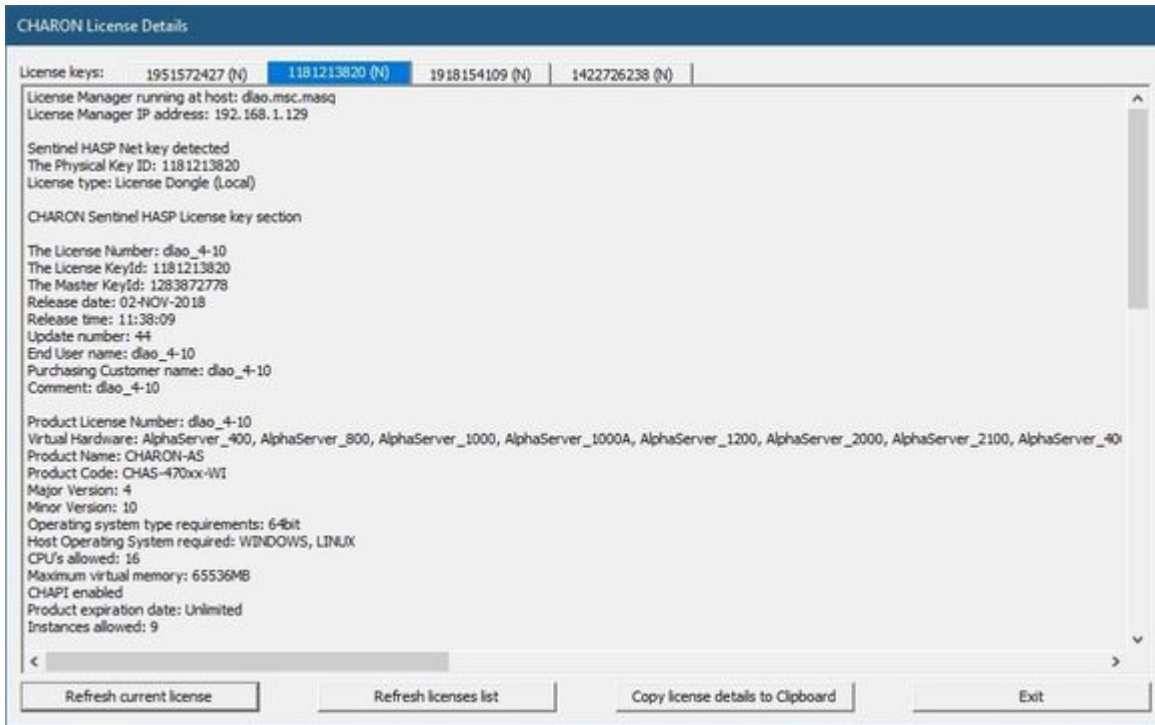 CHARON License Details
License keys: 1951572427 (N) 1181213820 (N) 1918154109 (N) 1422726238 (N)
License Manager running at host: dlao.msc.masq
License Manager IP address: 192.168.1.129
Sentinel HASP Net key detected
The Physical Key ID: 1181213820
License type: License Dongle (Local)
CHARON Sentinel HASP License key section
The License Number: dlao_4-10
The License KeyId: 1181213820
The Master KeyId: 1283872778
Release date: 02-NOV-2018
Release time: 11:38:09
Update number: 44
End User name: dlao_4-10
Purchasing Customer name: dlao_4-10
Comment: dlao_4-10
Product License Number: dlao_4-10
Virtual Hardware: AlphaServer_400, AlphaServer_800, AlphaServer_1000, AlphaServer_1000A, AlphaServer_1200, AlphaServer_2000, AlphaServer_2100, AlphaServer_40
Product Name: CHARON-AS
Product Code: CHAS-470xx-WI
Major Version: 4
Minor Version: 10
Operating system type requirements: 64bit
Host Operating System required: WINDOWS, LINUX
CPU's allowed: 16
Maximum virtual memory: 65536MB
CHAPI enabled
Product expiration date: Unlimited
Instances allowed: 9
Refresh current license Refresh licenses list Copy license details to Clipboard Exit